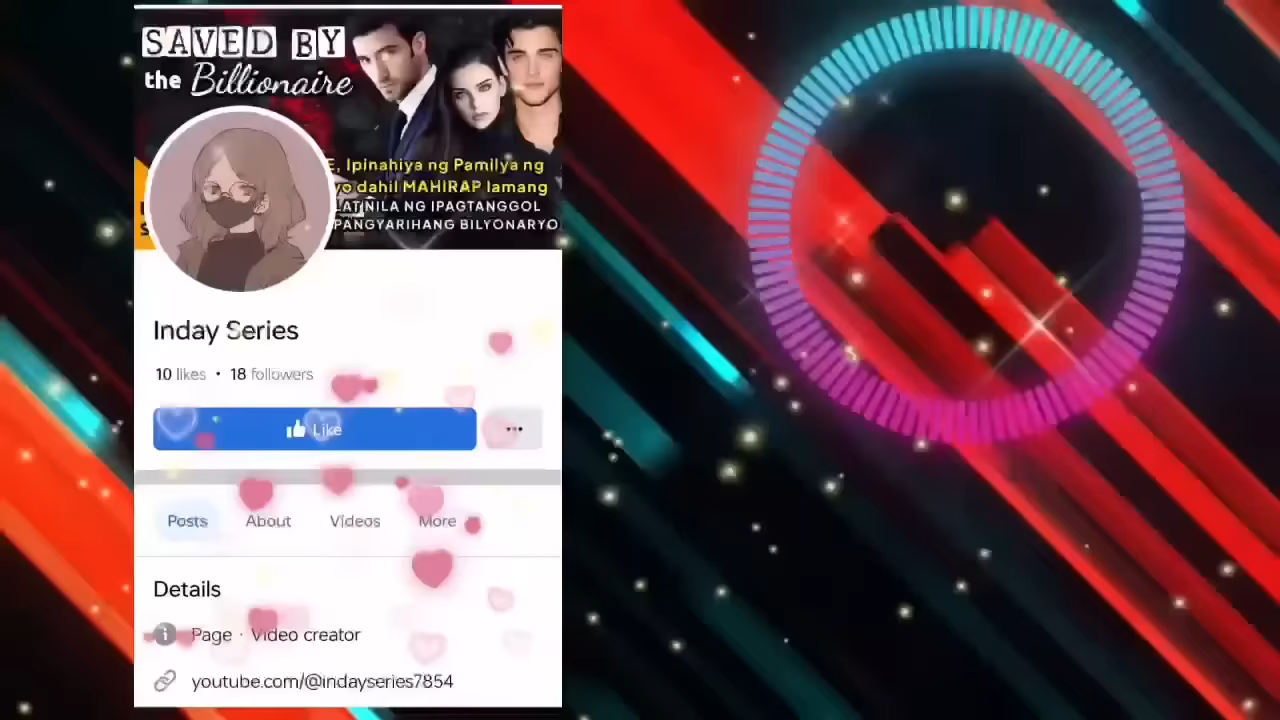 SAVED BY
the Billionaire
E, Ipinahiya ng Pamilya ng
yo dahil MAHIRAP lamang
LAT NILA NG IPAGTANGGOL
PANGYARIHANG BILYONARYO
Inday Series
10 likes • 18 followers
Like
Posts About Videos More
Details
Page · Video creator
youtube.com/@indayseries7854